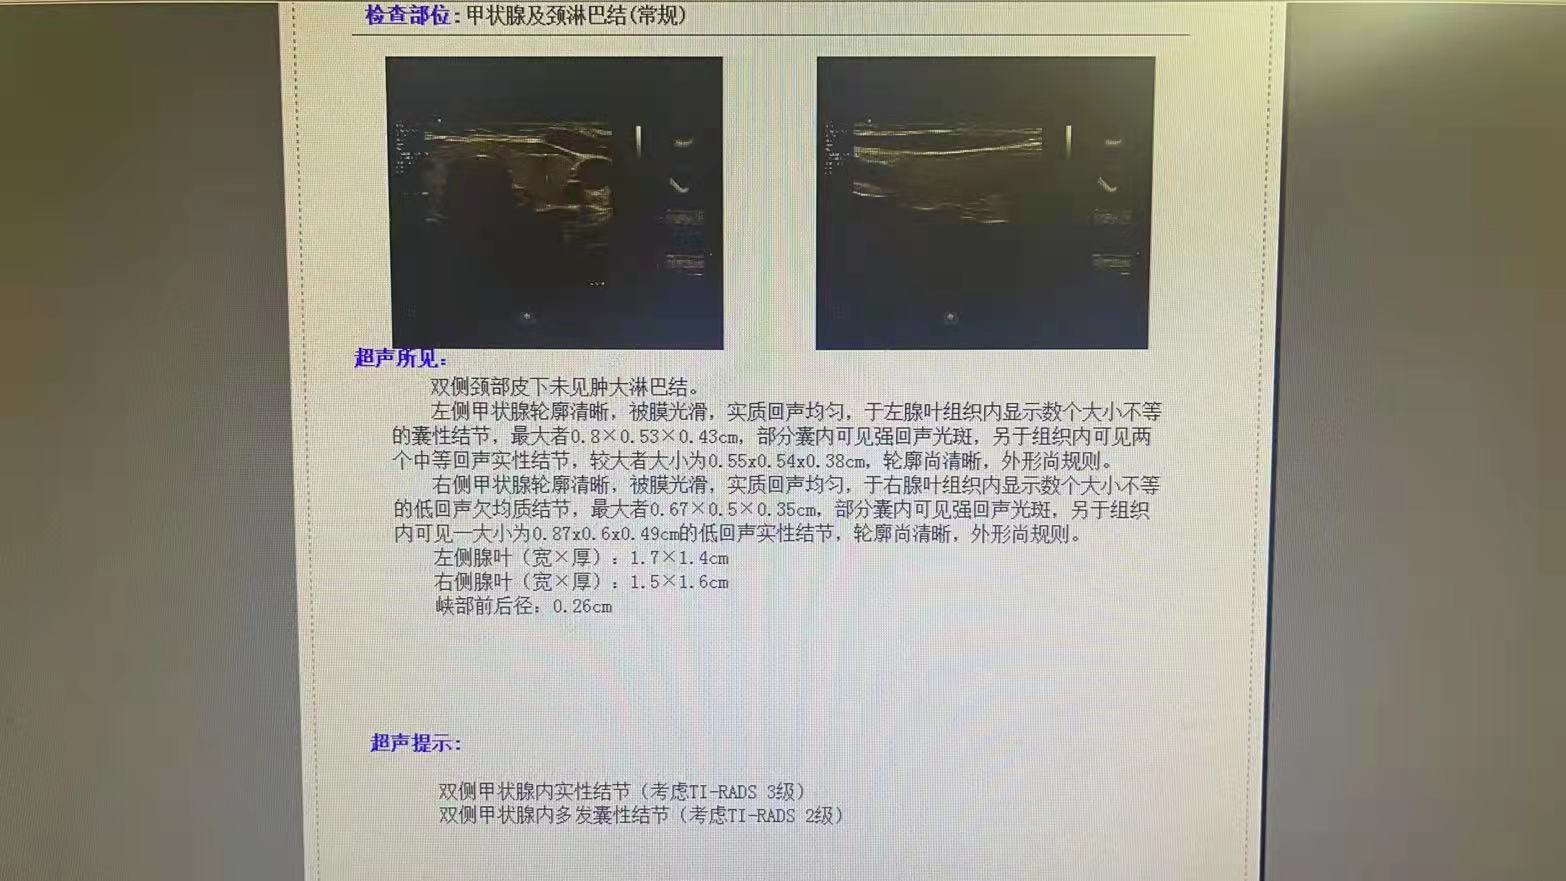 检查部位:甲状腺及颈淋巴结(常规)
超声所见:
双侧颈部皮下未见肿大淋巴结。
左侧甲状腺轮廓清晰，被膜光滑，实质回声均匀，于左腺叶组织内显示数个大小不等
的囊性结节，最大者0.8×0.53×0.43cm，部分囊内可见强回声光斑，另于组织内可见两
个中等回声实性结节，较大者大小为0.55x0.54x0.38cm，轮廓尚清晰，外形尚规则。
右侧甲状腺轮廓清晰，被膜光滑，实质回声均匀，于右腺叶组织内显示数个大小不等
的低回声欠均质结节，最大者0.67×0.5×0.35cm，部分囊内可见强回声光斑，另于组织
内可见一大小为0.87x0.6x0.49cm的低回声实性结节，轮廓尚清晰，外形尚规则。
左侧腺叶（宽×厚）：1.7×1.4cm
右侧腺叶（宽×厚）：1.5×1.6cm
峡部前后径：0.26cm
超声提示:
双侧甲状腺内实性结节（考虑TI-RADS 3级）
双侧甲状腺内多发囊性结节（考虑TI-RADS 2级）